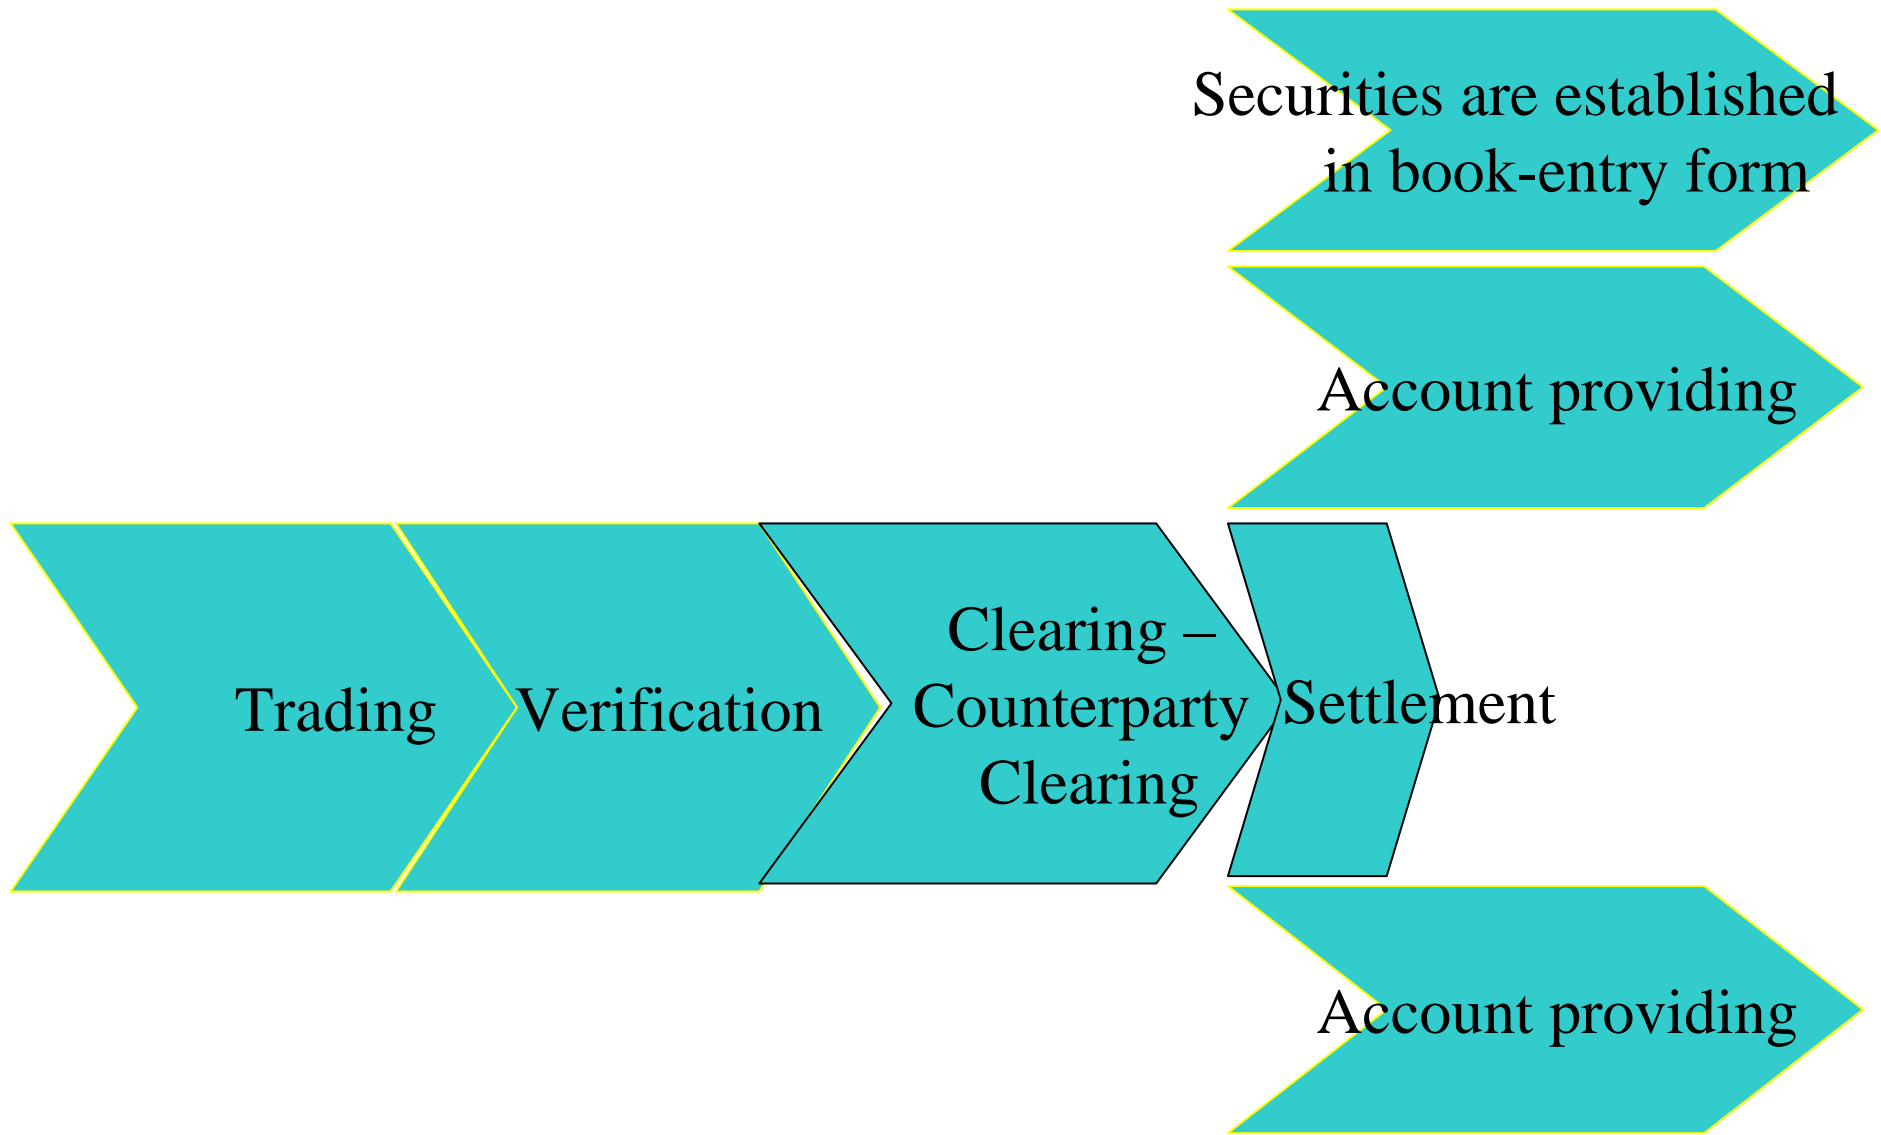 Securities are established
in book-entry form
Account providing
Trading
Verification
Clearing –
Counterparty
Clearing
Settlement
Account providing